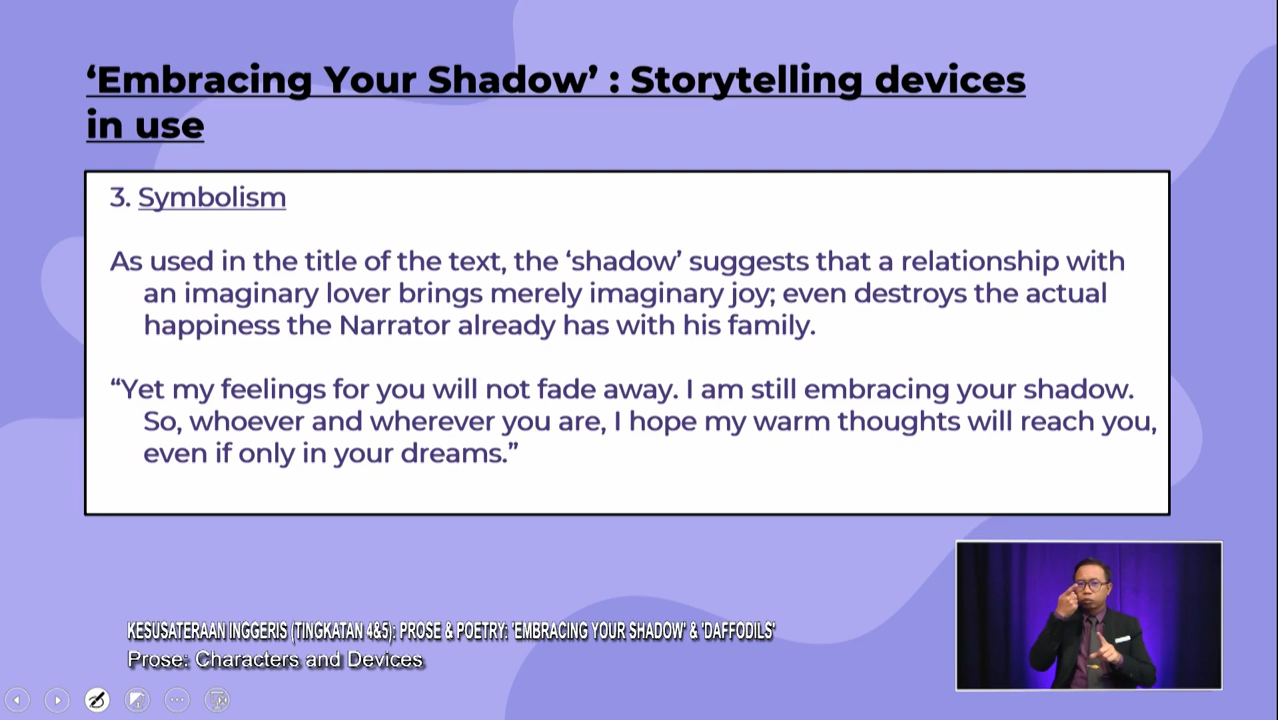 ‘Embracing Your Shadow’ : Storytelling devices
in use
3. Symbolism
As used in the title of the text, the ‘shadow’ suggests that a relationship with
an imaginary lover brings merely imaginary joy; even destroys the actual
happiness the Narrator already has with his family.
“Yet my feelings for you will not fade away. I am still embracing your shadow.
So, whoever and wherever you are, I hope my warm thoughts will reach you,
even if only in your dreams.”
KESUSATERAAN INGGERIS (TINGKATAN 4&5): PROSE & POETRY: 'EMBRACING YOUR SHADOW' & 'DAFFODILS'
Prose: Characters and Devices